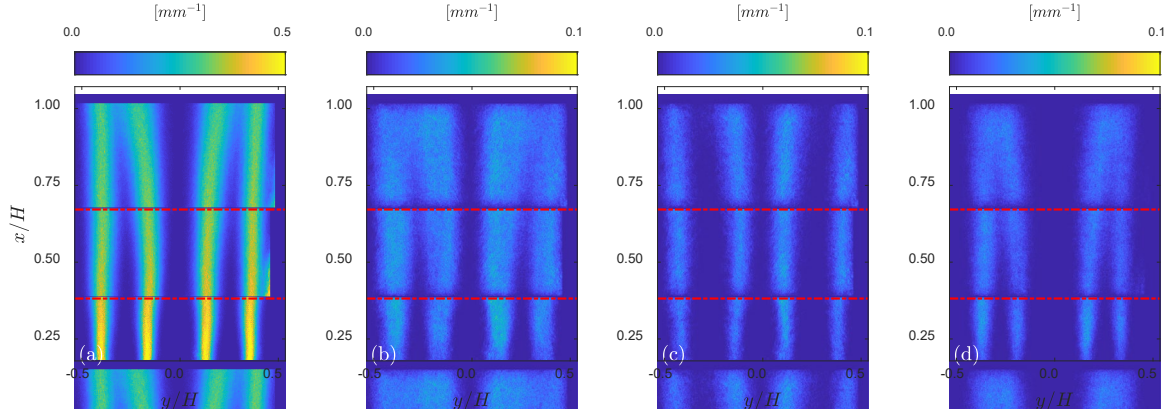 [mm⁻¹] [mm⁻¹] [mm⁻¹] [mm⁻¹]
0.0 0.5 0.0 0.1 0.0 0.1 0.0 0.1
1.00 1.00 1.00 1.00
0.75 0.75 0.75 0.75
x/H
0.50 0.50 0.50 0.50
0.25 0.25 0.25 0.25
(a) (b) (c) (d)
-0.5 0.0 0.5 -0.5 0.0 0.5 -0.5 0.0 0.5 -0.5 0.0 0.5
y/H y/H y/H y/H